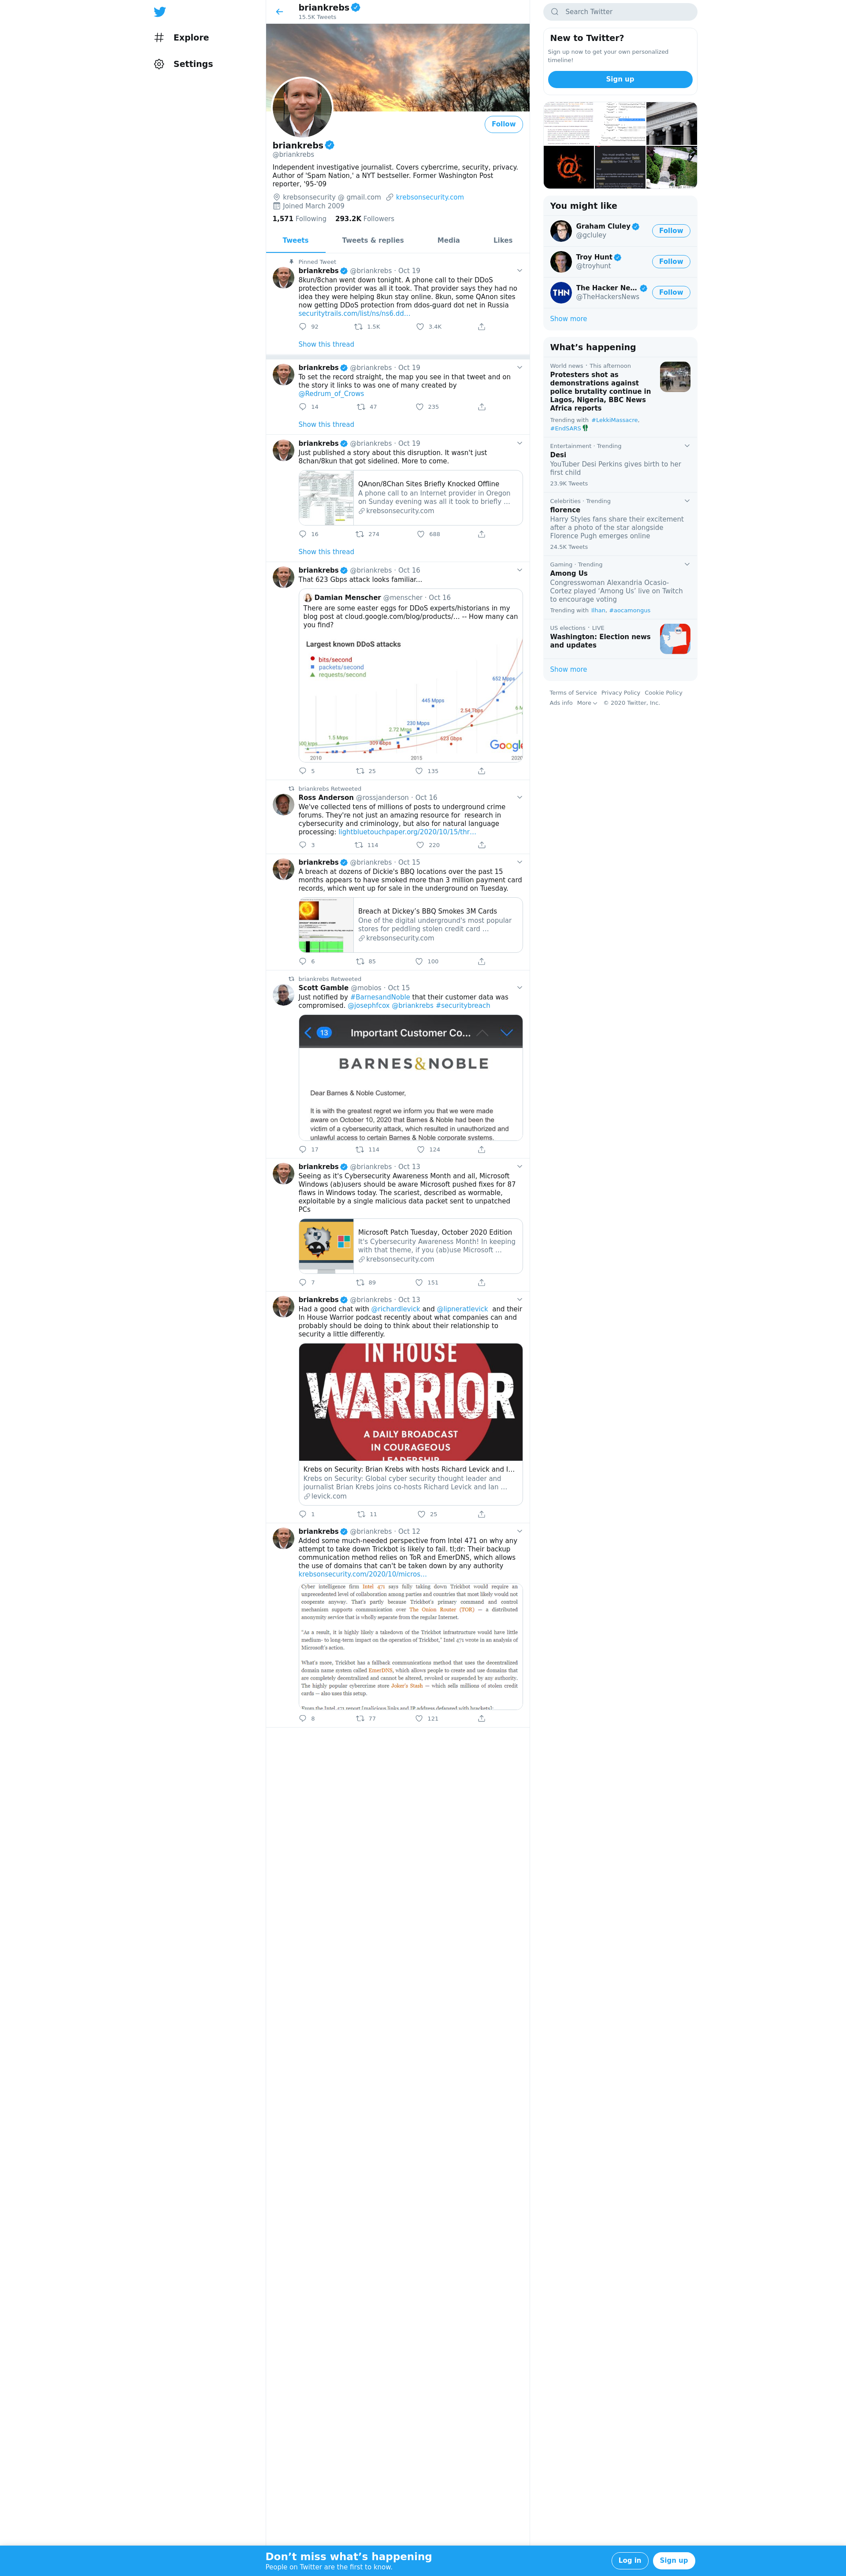 Explore
Settings
briankrebs
15.5K Tweets
Follow
briankrebs
@briankrebs
Independent investigative journalist. Covers cybercrime, security, privacy.
Author of 'Spam Nation,' a NYT bestseller. Former Washington Post
reporter, '95-'09
krebsonsecurity @ gmail.com krebsonsecurity.com
Joined March 2009
1,571 Following 293.2K Followers
Tweets Tweets & replies Media Likes
Pinned Tweet
briankrebs @briankrebs · Oct 19
8kun/8chan went down tonight. A phone call to their DDoS
protection provider was all it took. That provider says they had no
idea they were helping 8kun stay online. 8kun, some QAnon sites
now getting DDoS protection from ddos-guard dot net in Russia
securitytrails.com/list/ns/ns6.dd...
92 1.5K 3.4K
Show this thread
briankrebs @briankrebs · Oct 19
To set the record straight, the map you see in that tweet and on
the story it links to was one of many created by
@Redrum_of_Crows
14 47 235
Show this thread
briankrebs @briankrebs · Oct 19
Just published a story about this disruption. It wasn't just
8chan/8kun that got sidelined. More to come.
QAnon/8Chan Sites Briefly Knocked Offline
A phone call to an Internet provider in Oregon
on Sunday evening was all it took to briefly ...
krebsonsecurity.com
16 274 688
Show this thread
briankrebs @briankrebs · Oct 16
That 623 Gbps attack looks familiar...
Damian Menscher @menscher · Oct 16
There are some easter eggs for DDoS experts/historians in my
blog post at cloud.google/blog/products/... -- How many can
you find?
Largest known DDoS attacks
bits/second
packets/second
requests/second
652 Mpps
445 Mpps
2.54 Tbps
230 Mpps
2.72 Mrps
1.5 Mpps
309 Gbps
623 Gbps
Google
2010 2015
5 25 135
briankrebs Retweeted
Ross Anderson @rossjanderson · Oct 16
We've collected tens of millions of posts to underground crime
forums. They're not just an amazing resource for research in
cybersecurity and criminology, but also for natural language
processing: lightbluetouchpaper.org/2020/10/15/thr...
3 114 220
briankrebs @briankrebs · Oct 15
A breach at dozens of Dickie's BBQ locations over the past 15
months appears to have smoked more than 3 million payment card
records, which went up for sale in the underground on Tuesday.
Breach at Dickey's BBQ Smokes 3M Cards
One of the digital underground's most popular
stores for peddling stolen credit card ...
krebsonsecurity.com
6 85 100
briankrebs Retweeted
Scott Gamble @mobios · Oct 15
Just notified by #BarnesandNoble that their customer data was
compromised. @josephfcox @briankrebs #securitybreach
13 Important Customer Co...
BARNES&NOBLE
Dear Barnes & Noble Customer,
It is with the greatest regret we inform you that we were made
aware on October 10, 2020 that Barnes & Noble had been the
victim of a cybersecurity attack, which resulted in unauthorized and
unlawful access to certain Barnes & Noble corporate systems.
17 114 124
briankrebs @briankrebs · Oct 13
Seeing as it's Cybersecurity Awareness Month and all, Microsoft
Windows (ab)users should be aware Microsoft pushed fixes for 87
flaws in Windows today. The scariest, described as wormable,
exploitable by a single malicious data packet sent to unpatched
PCs
Microsoft Patch Tuesday, October 2020 Edition
It's Cybersecurity Awareness Month! In keeping
with that theme, if you (ab)use Microsoft ...
krebsonsecurity.com
7 89 151
briankrebs @briankrebs · Oct 13
Had a good chat with @richardlevick and @lipneratlevick and their
In House Warrior podcast recently about what companies can and
probably should be doing to think about their relationship to
security a little differently.
IN HOUSE
WARRIOR
A DAILY BROADCAST
IN COURAGEOUS
LEADERSHIP
Krebs on Security: Brian Krebs with hosts Richard Levick and I...
Krebs on Security: Global cyber security thought leader and
journalist Brian Krebs joins co-hosts Richard Levick and Ian ...
levick.com
1 11 25
briankrebs @briankrebs · Oct 12
Added some much-needed perspective from Intel 471 on why any
attempt to take down Trickbot is likely to fail. tl;dr: Their backup
communication method relies on ToR and EmerDNS, which allows
the use of domains that can't be taken down by any authority
krebsonsecurity.com/2020/10/micros...
Cyber intelligence firm Intel 471 says fully taking down Trickbot would require an
unprecedented level of collaboration among parties and countries that most likely would not
cooperate anyway. That's partly because Trickbot's primary command and control
mechanism supports communication over The Onion Router (TOR) — a distributed
anonymity service that is wholly separate from the regular Internet.
"As a result, it is highly likely a takedown of the Trickbot infrastructure would have little
medium- to long-term impact on the operation of Trickbot," Intel 471 wrote in an analysis of
Microsoft's action.
What's more, Trickbot has a fallback communications method that uses the decentralized
domain name system called EmerDNS, which allows people to create and use domains that
are completely decentralized and cannot be altered, revoked or suspended by any authority.
The highly popular cybercrime store Joker's Stash — which sells millions of stolen credit
cards — also uses this setup.
From the Intel 471 report [malicious links and IP address defanged with brackets]:
8 77 121
Search Twitter
New to Twitter?
Sign up now to get your own personalized
timeline!
Sign up
You might like
Graham Cluley
@gcluley
Follow
Troy Hunt
@troyhunt
Follow
THN
The Hacker Ne...
@TheHackersNews
Follow
Show more
What's happening
World news · This afternoon
Protesters shot as
demonstrations against
police brutality continue in
Lagos, Nigeria, BBC News
Africa reports
Trending with #LekkiMassacre,
#EndSARS
Entertainment · Trending
Desi
YouTuber Desi Perkins gives birth to her
first child
23.9K Tweets
Celebrities · Trending
florence
Harry Styles fans share their excitement
after a photo of the star alongside
Florence Pugh emerges online
24.5K Tweets
Gaming · Trending
Among Us
Congresswoman Alexandria Ocasio-
Cortez played 'Among Us' live on Twitch
to encourage voting
Trending with Ilhan, #aocamongus
US elections · LIVE
Washington: Election news
and updates
Show more
Terms of Service Privacy Policy Cookie Policy
Ads info More © 2020 Twitter, Inc.
Don't miss what's happening
People on Twitter are the first to know.
Log in
Sign up